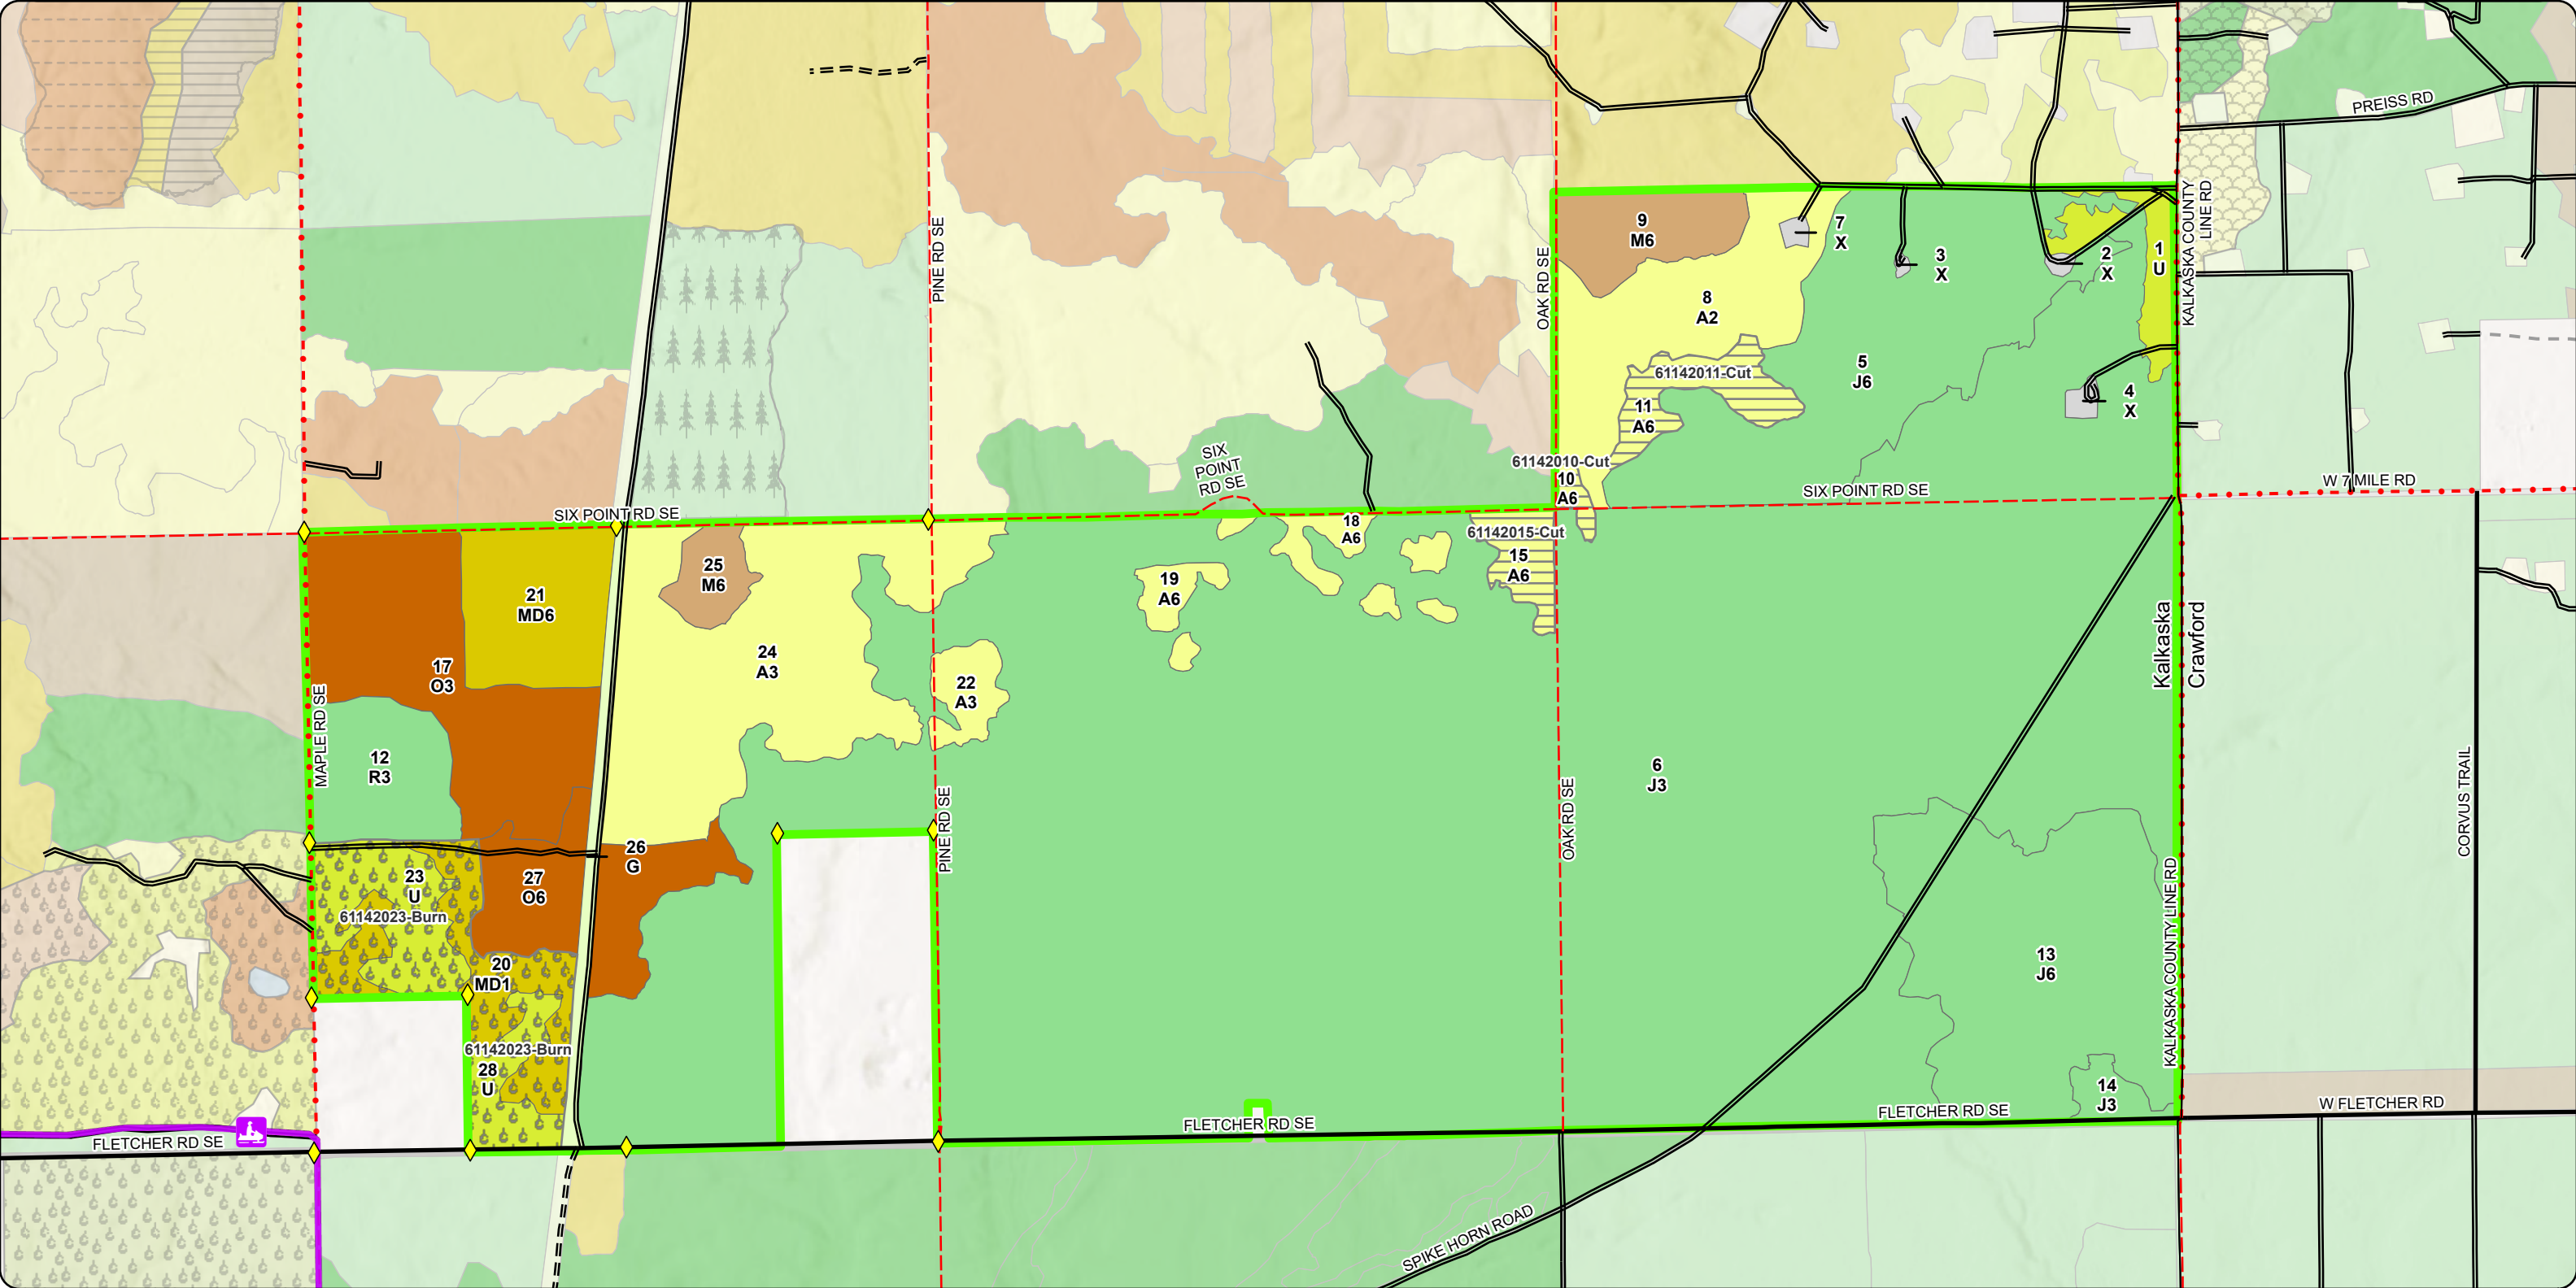 PREISS RD
KALKASKA COUNTY
LINE RD
PINE RD SE
OAK RD SE
9
M6
7
X
3
X
2
X
1
U
8
A2
5
J6
61142011-Cut
11
A6
4
X
61142010-Cut
10
A6
SIX
POINT
RD SE
SIX POINT RD SE
W 7 MILE RD
SIX POINT RD SE
18
A6
61142015-Cut
15
A6
25
M6
19
A6
21
MD6
17
O3
24
A3
22
A3
Kalkaska
Crawford
MAPLE RD SE
12
R3
6
J3
PINE RD SE
OAK RD SE
CORVUS TRAIL
26
G
23
U
61142023-Burn
27
O6
20
MD1
13
J6
KALKASKA COUNTY LINE RD
61142023-Burn
28
U
14
J3
FLETCHER RD SE
FLETCHER RD SE
FLETCHER RD SE
W FLETCHER RD
SPIKE HORN ROAD